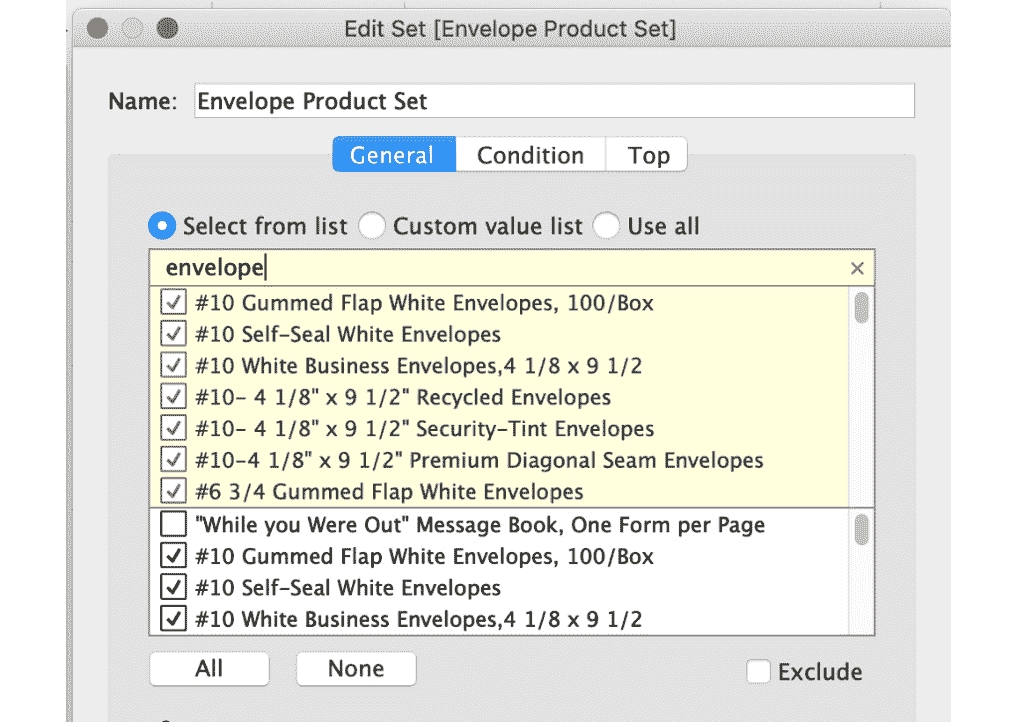 Edit Set [Envelope Product Set]
Name: Envelope Product Set
General Condition Top
Select from list Custom value list Use all
envelope
#10 Gummed Flap White Envelopes, 100/Box
#10 Self-Seal White Envelopes
#10 White Business Envelopes,4 1/8 x 9 1/2
#10- 4 1/8" x 9 1/2" Recycled Envelopes
#10- 4 1/8" x 9 1/2" Security-Tint Envelopes
#10-4 1/8" x 9 1/2" Premium Diagonal Seam Envelopes
#6 3/4 Gummed Flap White Envelopes
"While you Were Out" Message Book, One Form per Page
#10 Gummed Flap White Envelopes, 100/Box
#10 Self-Seal White Envelopes
#10 White Business Envelopes,4 1/8 x 9 1/2
All None Exclude